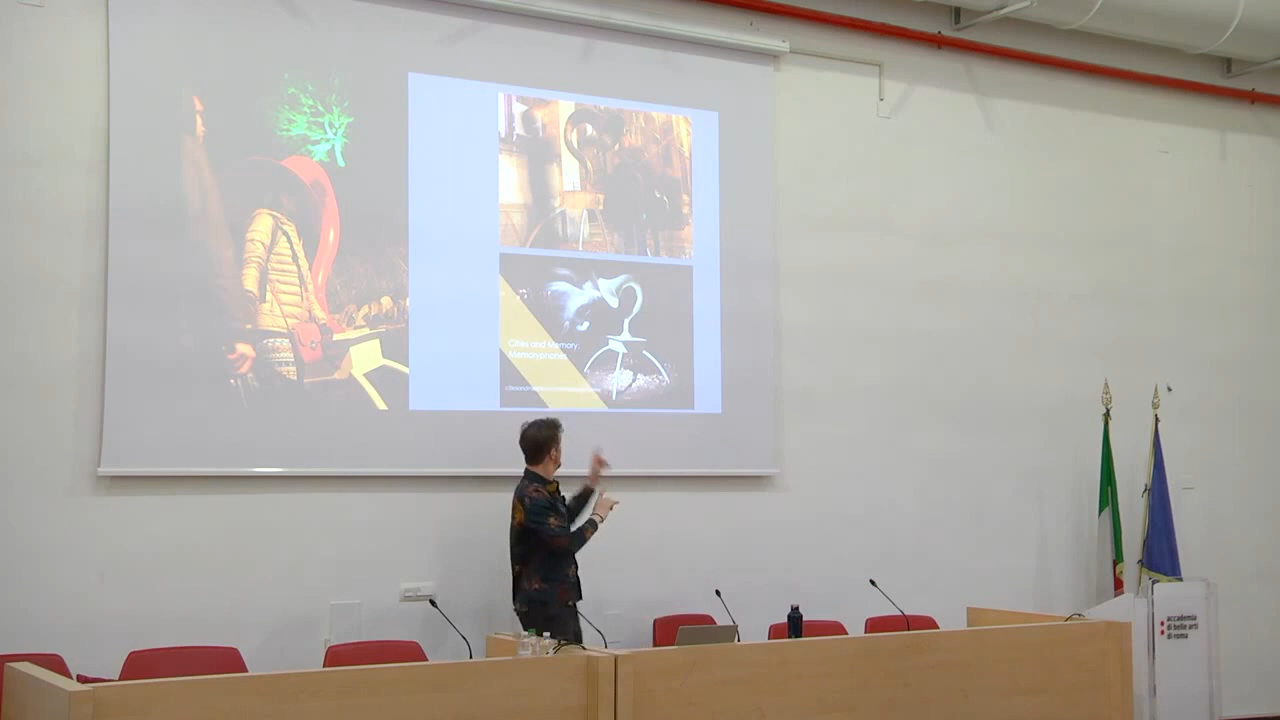 Cities and Memory:
Memoryphones
accademia
di belle arti
di roma